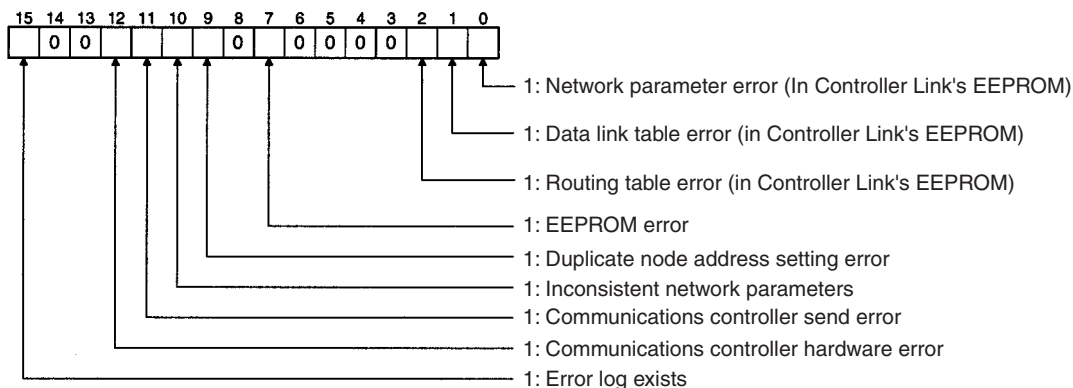 15 14 13 12 11 10 9 8 7 6 5 4 3 2 1 0
0 0 0 0 0 0 0
1: Network parameter error (In Controller Link's EEPROM)
1: Data link table error (in Controller Link's EEPROM)
1: Routing table error (in Controller Link's EEPROM)
1: EEPROM error
1: Duplicate node address setting error
1: Inconsistent network parameters
1: Communications controller send error
1: Communications controller hardware error
1: Error log exists